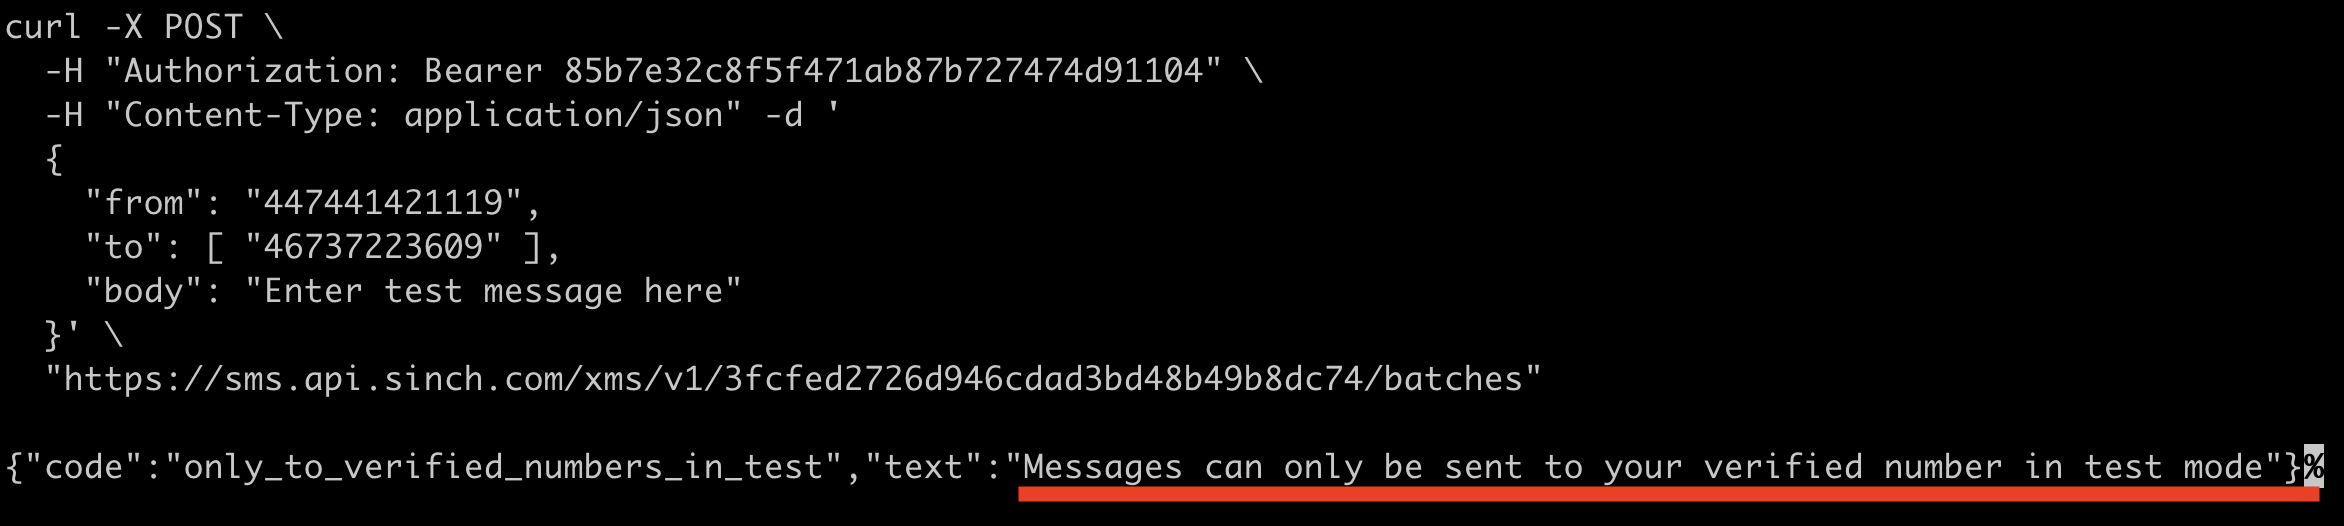 curl -X POST \
  -H "Authorization: Bearer 85b7e32c8f5f471ab87b727474d91104" \
  -H "Content-Type: application/json" -d '
  {
    "from": "447441421119",
    "to": [ "46737223609" ],
    "body": "Enter test message here"
  }' \
  "https://sms.api.sinch.com/xms/v1/3fcfed2726d946cdad3bd48b49b8dc74/batches"
{"code":"only_to_verified_numbers_in_test","text":"Messages can only be sent to your verified number in test mode"}%